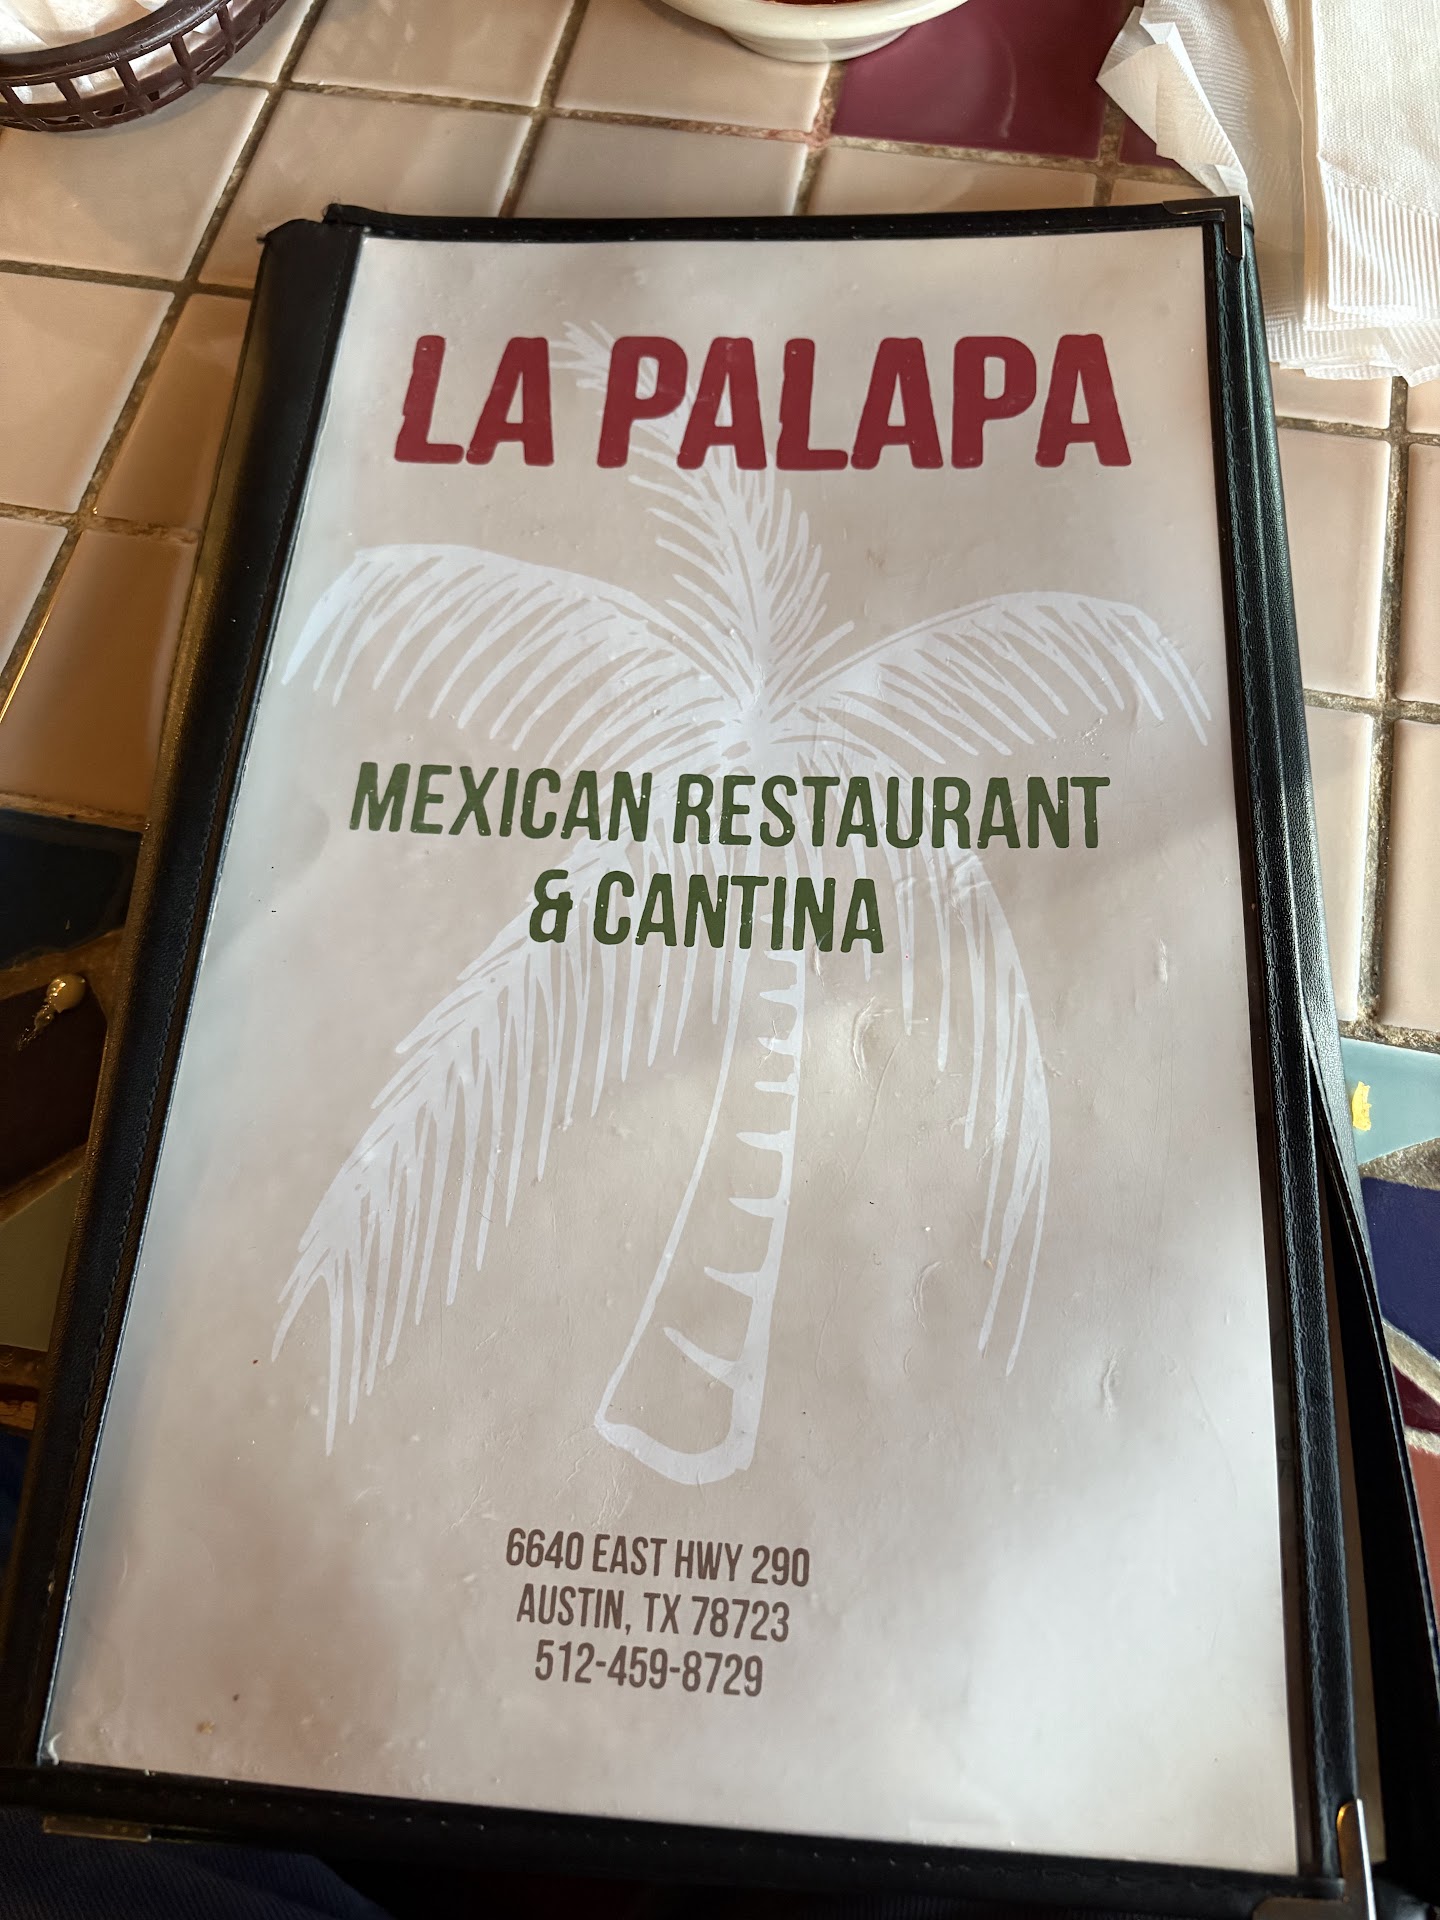 LA PALAPA
MEXICAN RESTAURANT
& CANTINA
6640 EAST HWY 290
AUSTIN, TX 78723
512-459-8729